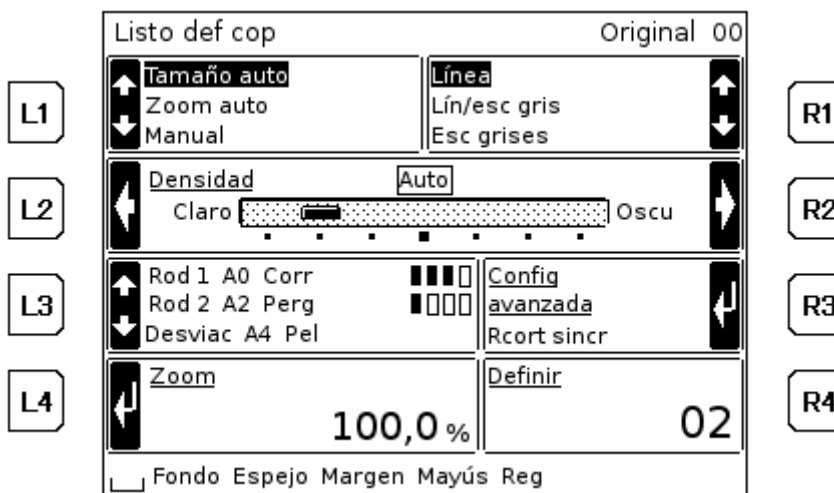 Listo def cop Original 00
L1
Tamaño auto
Zoom auto
Manual
Línea
Lín/esc gris
Esc grises
R1
L2
Densidad Auto
Claro Oscu
R2
L3
Rod 1 A0 Corr
Rod 2 A2 Perg
Desviac A4 Pel
Config
avanzada
Rcort sincr
R3
L4
Zoom
100,0 %
Definir
02
R4
Fondo Espejo Margen Mayús Reg